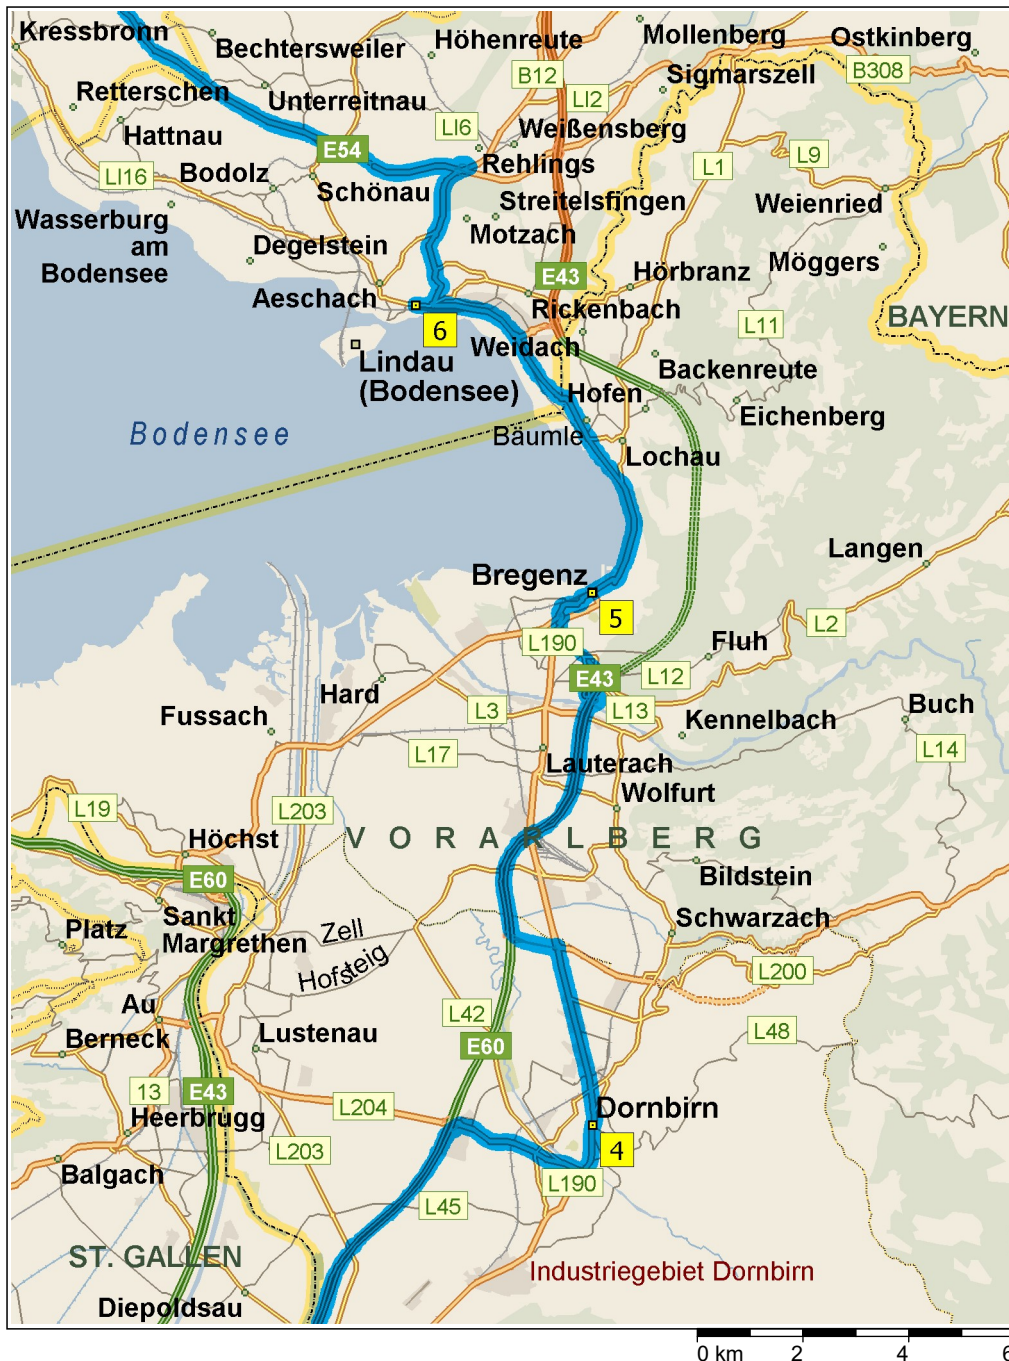 Kressbronn
Bechtersweiler
Höhenreute
Mollenberg
Ostkinberg
B12
LI2
Sigmarszell
B308
Retterschen
Unterreitnau
Hattnau
E54
LI6
Weißensberg
L1
L9
LI16
Bodolz
Schönau
Rehlings
Streitelsfingen
Weienried
Wasserburg
am
Bodensee
Degelstein
Motzach
Möggers
Aeschach
E43
Hörbranz
Rickenbach
BAYERN
6
L11
Weidach
Lindau
(Bodensee)
Backenreute
Hofen
Eichenberg
Bodensee
Bäumle
Lochau
Langen
Bregenz
5
L190
L2
Fluh
E43
L12
Hard
L3
L13
Buch
Fussach
Kennelbach
L17
Lauterach
L14
Wolfurt
L19
L203
Höchst
VORARLBERG
E60
Bildstein
Sankt
Margrethen
Platz
Zell
Schwarzach
Hofsteig
L200
Au
L42
Berneck
Lustenau
E60
L48
13
E43
Heerbrugg
L204
Dornbirn
4
L203
Balgach
L190
L45
ST. GALLEN
Industriegebiet Dornbirn
Diepoldsau
0 km 2 4 6